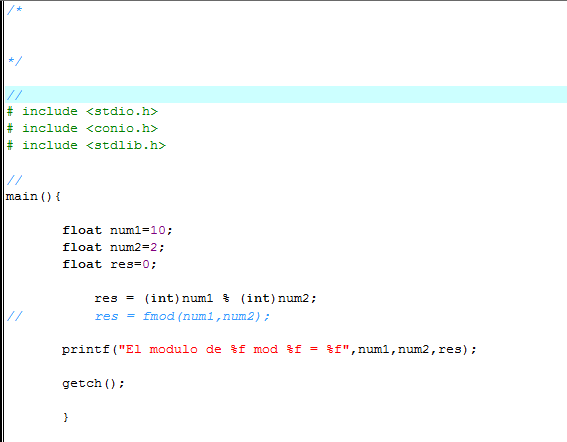 /*
*/
//
# include <stdio.h>
# include <conio.h>
# include <stdlib.h>
//
main(){
float num1=10;
float num2=2;
float res=0;
res = (int)num1 % (int)num2;
// res = fmod(num1,num2);
printf("El modulo de %f mod %f = %f",num1,num2,res);
getch();
}